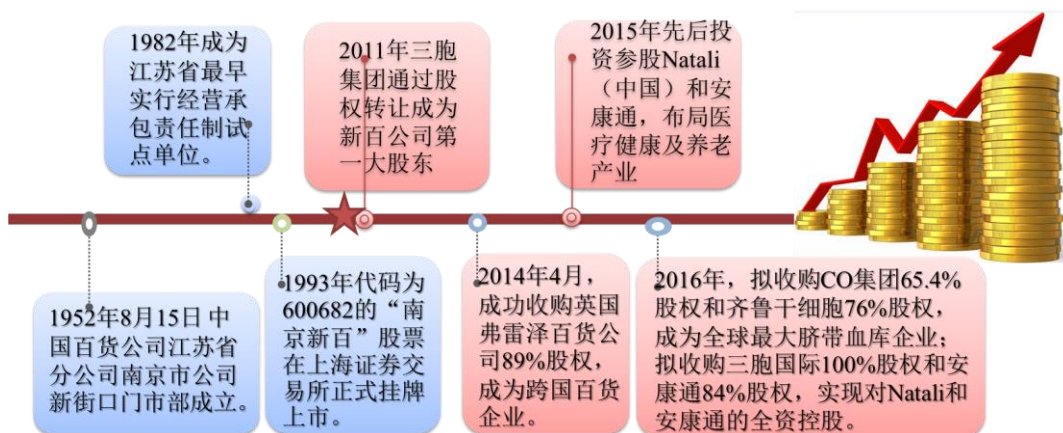 1982年成为
江苏省最早
实行经营承
包责任制试
点单位。
2011年三胞
集团通过股
权转让成为
新百公司第
一大股东
2015年先后投
资参股Natali
（中国）和安
康通，布局医
疗健康及养老
产业
1952年8月15日 中
国百货公司江苏省
分公司南京市公司
新街口门市部成立。
1993年代码为
600682的“南
京新百”股票
在上海证券交
易所正式挂牌
上市。
2014年4月，
成功收购英国
弗雷泽百货公
司89%股权，
成为跨国百货
企业。
2016年，拟收购CO集团65.4%
股权和齐鲁干细胞76%股权，
成为全球最大脐带血库企业；
拟收购三胞国际100%股权和安
康通84%股权，实现对Natali和
安康通的全资控股。